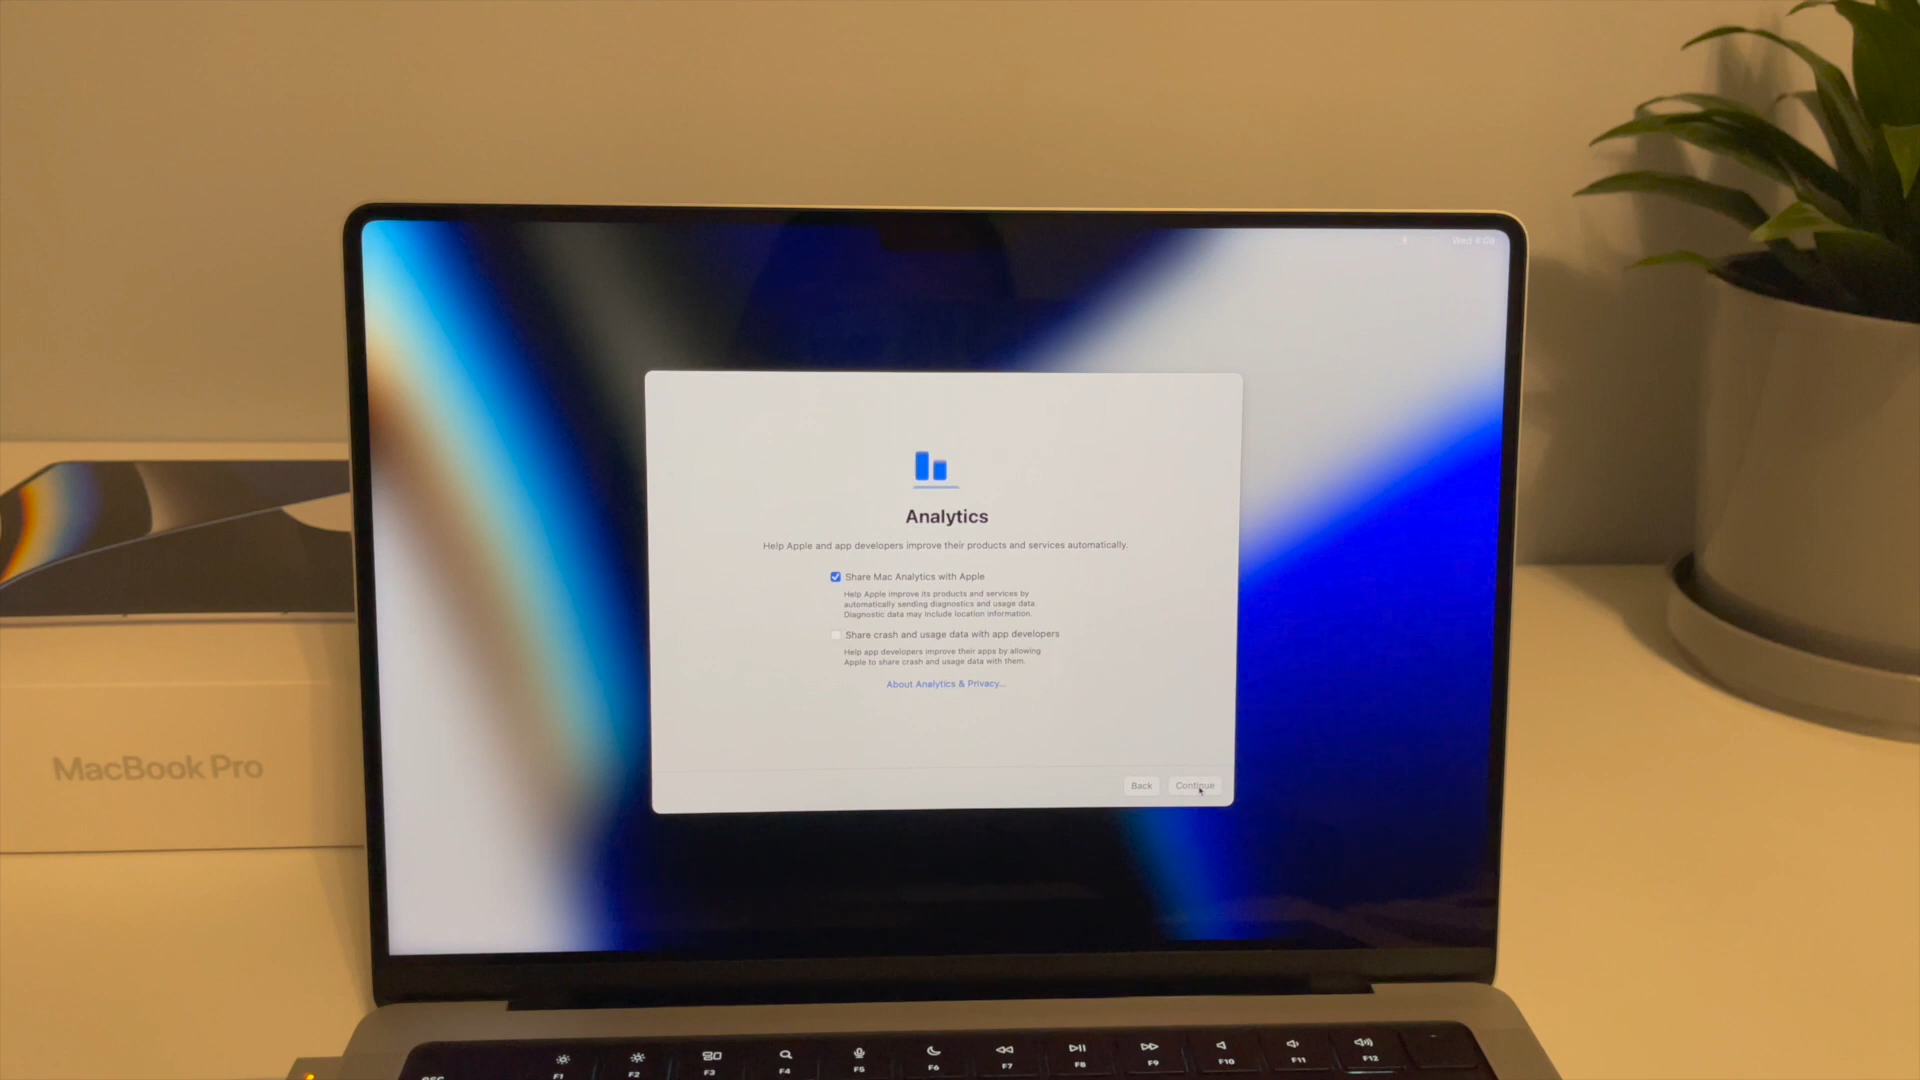 Wed 4:08
Analytics
Help Apple and app developers improve their products and services automatically.
Share Mac Analytics with Apple
Help Apple improve its products and services by
automatically sending diagnostics and usage data.
Diagnostic data may include location information.
Share crash and usage data with app developers
Help app developers improve their apps by allowing
Apple to share crash and usage data with them.
About Analytics & Privacy...
Back
Continue
MacBook Pro
esc
F1
F2
F3
F4
F5
F6
F7
F8
F9
F10
F11
F12